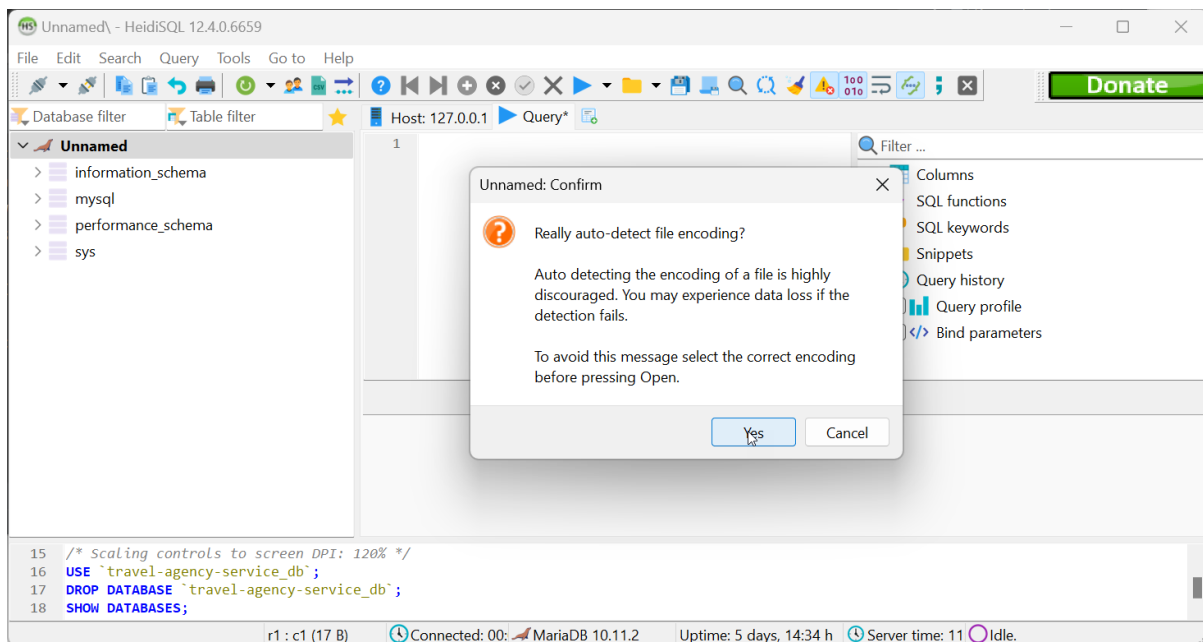 Unnamed\ - HeidiSQL 12.4.0.6659
File Edit Search Query Tools Go to Help
Donate
Database filter Table filter Host: 127.0.0.1 Query*
Unnamed
information_schema
mysql
performance_schema
sys
1
Filter ...
Columns
SQL functions
SQL keywords
Snippets
Query history
Query profile
Bind parameters
Unnamed: Confirm
Really auto-detect file encoding?
Auto detecting the encoding of a file is highly
discouraged. You may experience data loss if the
detection fails.
To avoid this message select the correct encoding
before pressing Open.
Yes Cancel
15 /* Scaling controls to screen DPI: 120% */
16 USE `travel-agency-service_db`;
17 DROP DATABASE `travel-agency-service_db`;
18 SHOW DATABASES;
r1 : c1 (17 B) Connected: 00: MariaDB 10.11.2 Uptime: 5 days, 14:34 h Server time: 11 Idle.